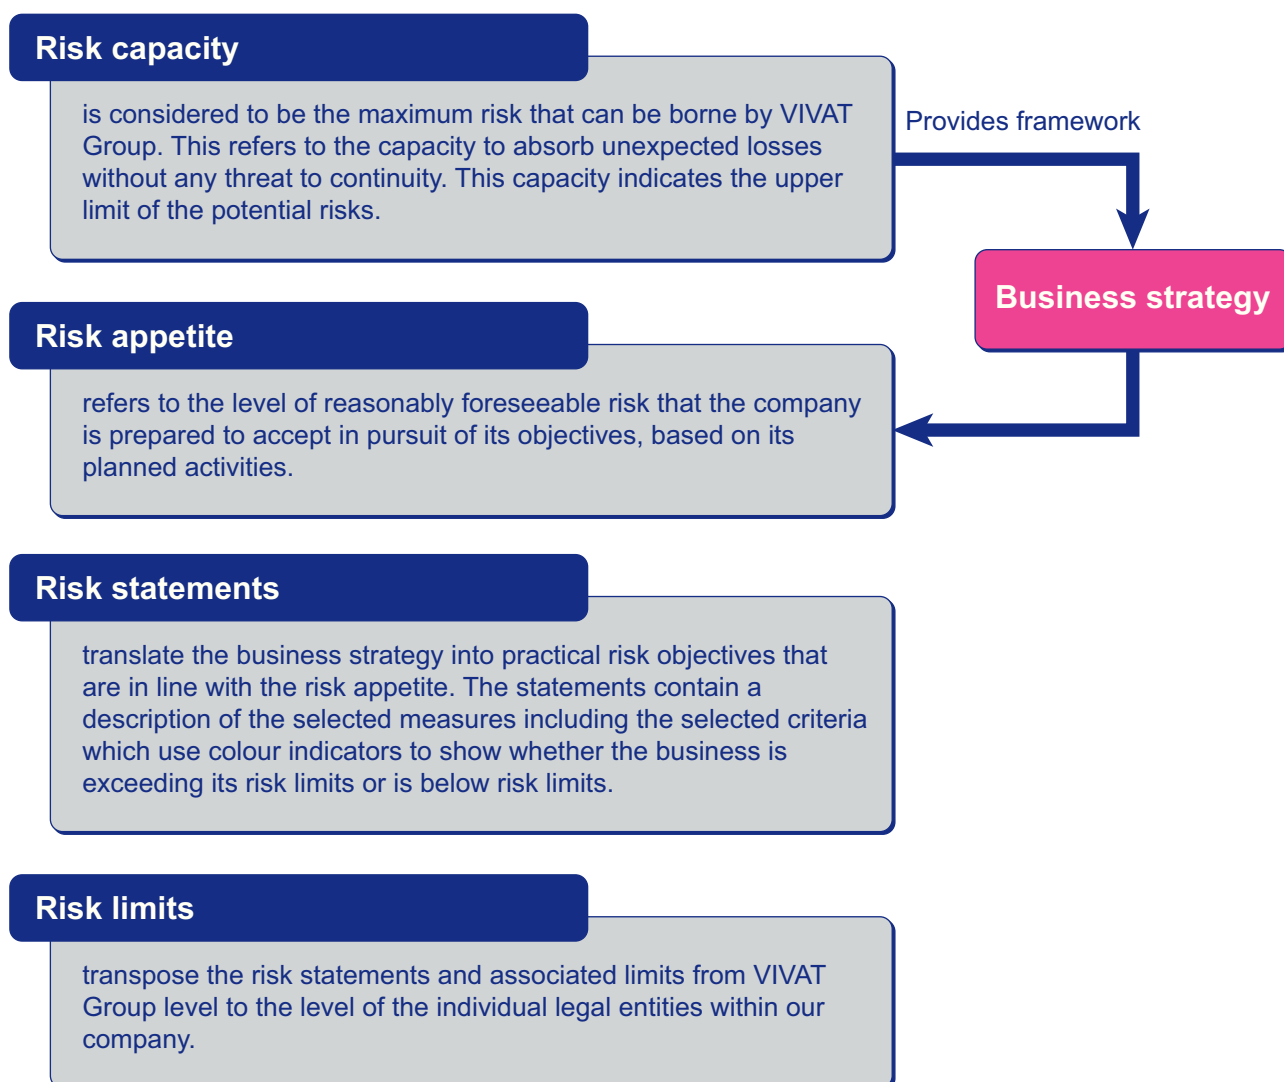 Risk capacity
is considered to be the maximum risk that can be borne by VIVAT
Group. This refers to the capacity to absorb unexpected losses
without any threat to continuity. This capacity indicates the upper
limit of the potential risks.
Provides framework
Business strategy
Risk appetite
refers to the level of reasonably foreseeable risk that the company
is prepared to accept in pursuit of its objectives, based on its
planned activities.
Risk statements
translate the business strategy into practical risk objectives that
are in line with the risk appetite. The statements contain a
description of the selected measures including the selected criteria
which use colour indicators to show whether the business is
exceeding its risk limits or is below risk limits.
Risk limits
transpose the risk statements and associated limits from VIVAT
Group level to the level of the individual legal entities within our
company.